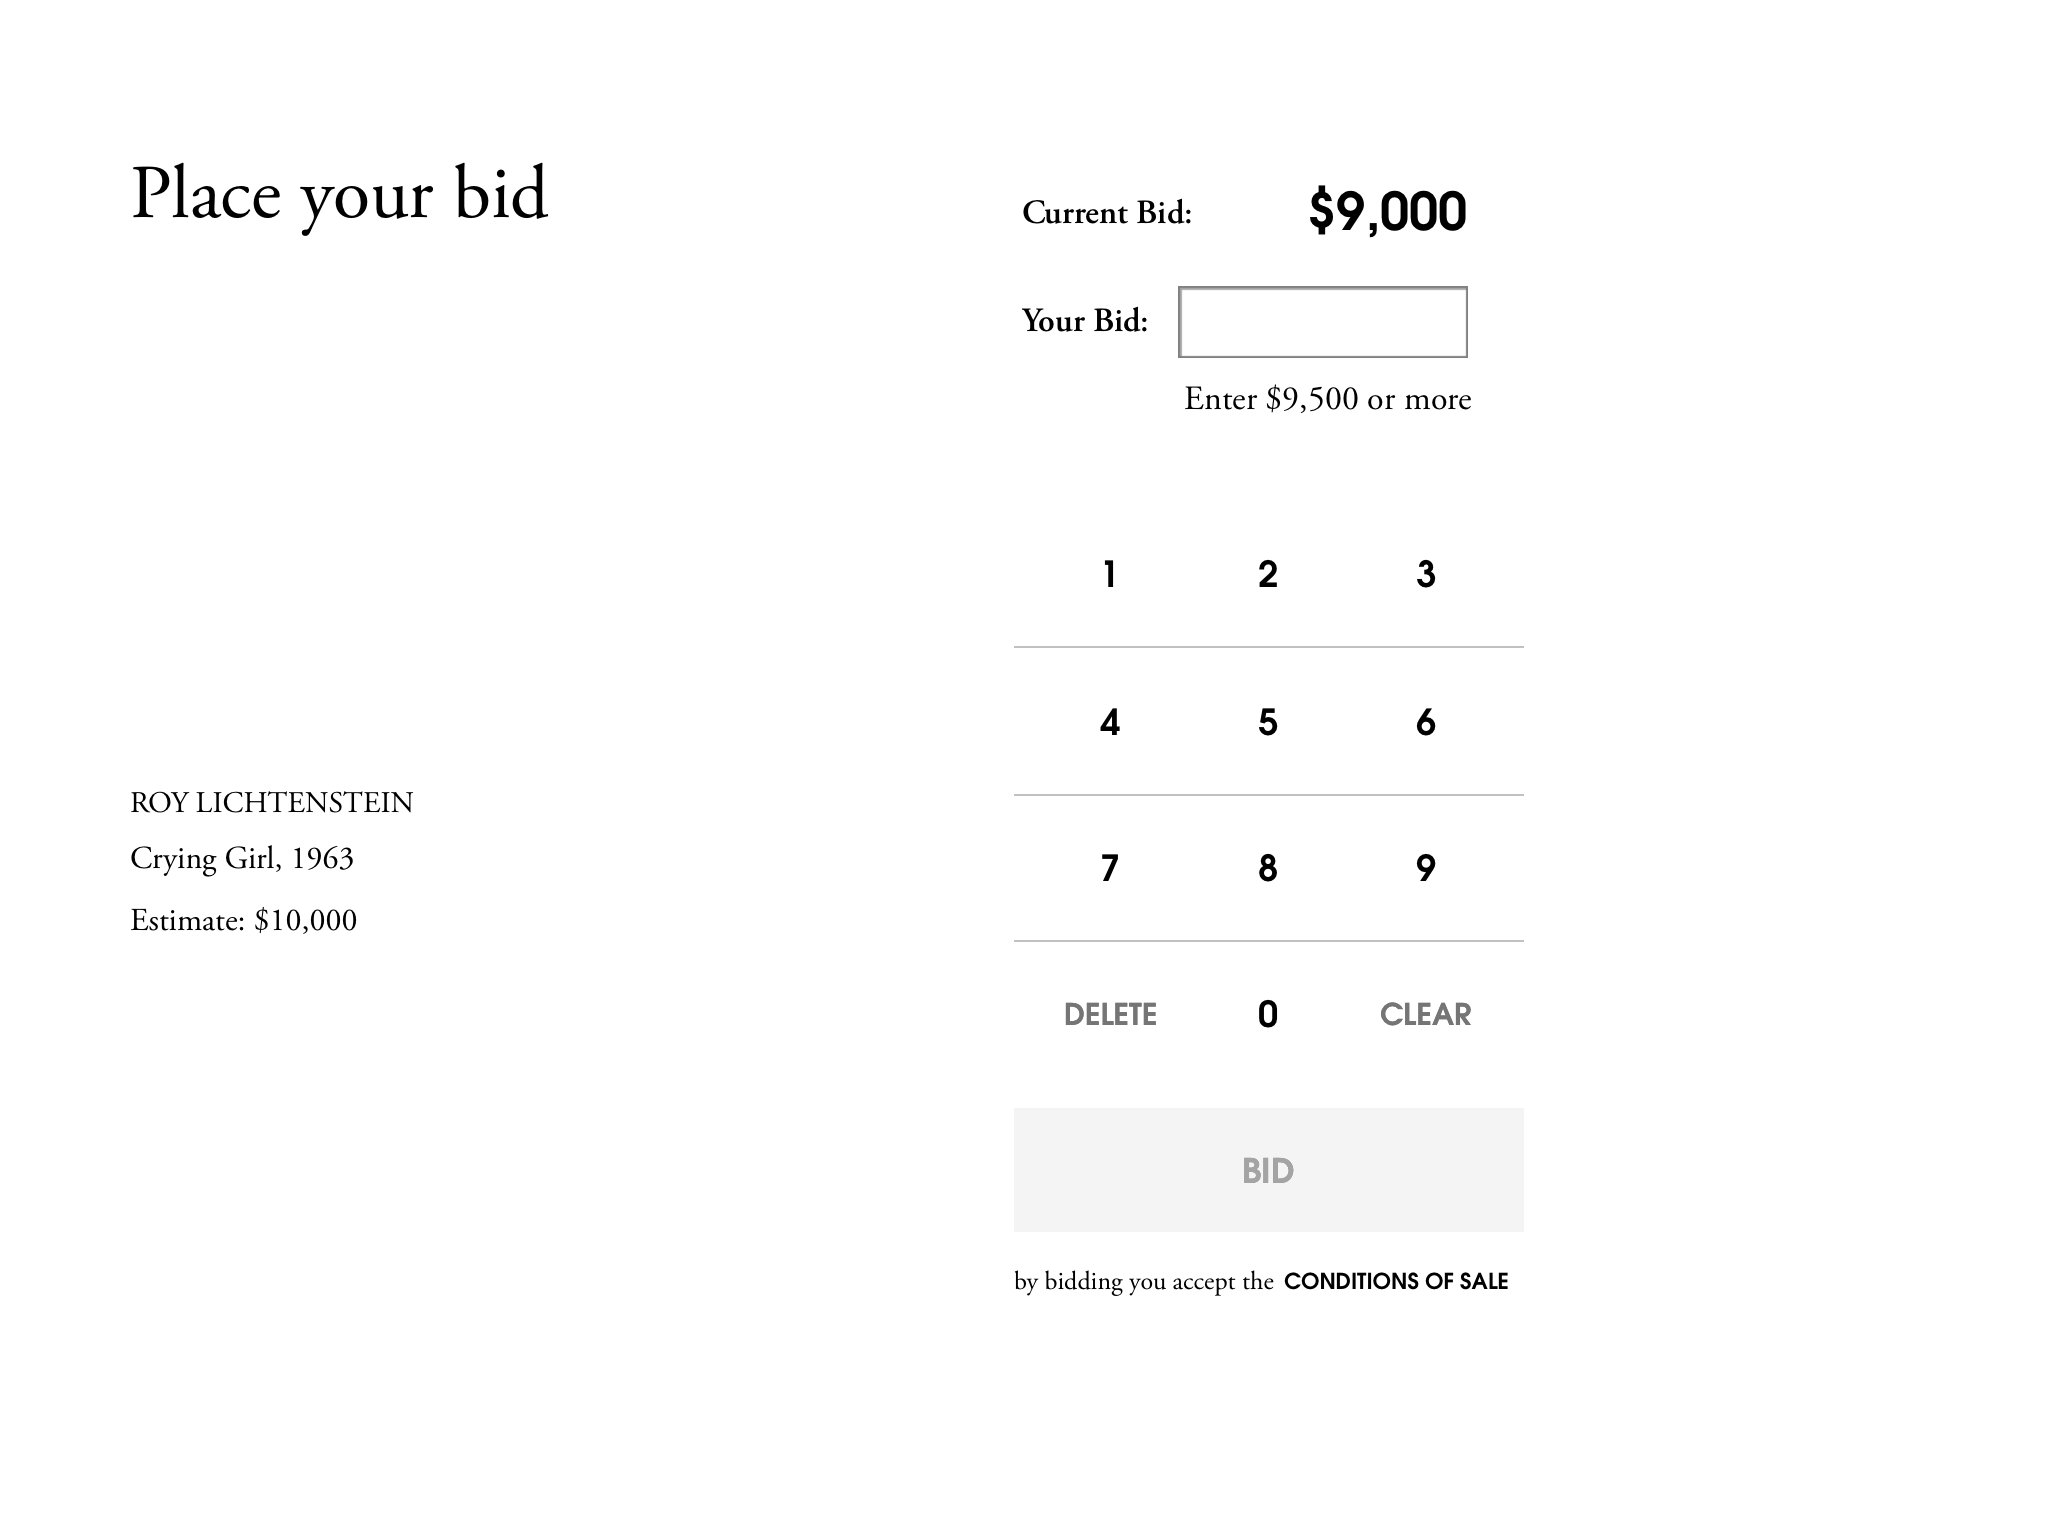 Place your bid
Current Bid: $9,000
Your Bid:
Enter $9,500 or more
1 2 3
4 5 6
7 8 9
DELETE 0 CLEAR
BID
by bidding you accept the CONDITIONS OF SALE
ROY LICHTENSTEIN
Crying Girl, 1963
Estimate: $10,000